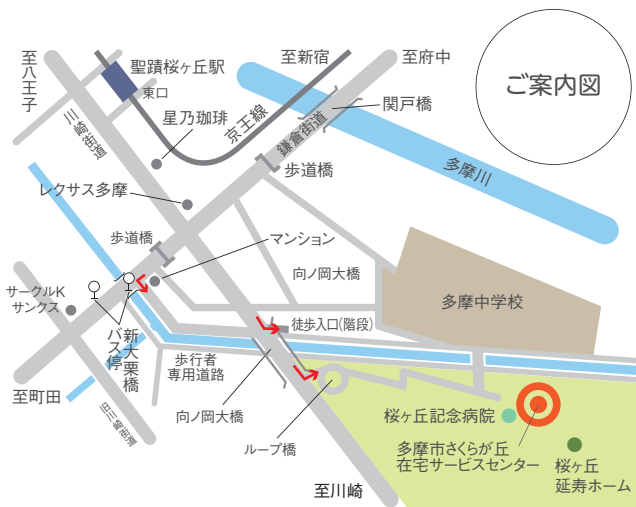 ご案内図
至八王子
聖蹟桜ヶ丘駅
東口
至新宿
至府中
川崎街道
星乃珈琲
京王線
鎌倉街道
関戸橋
歩道橋
多摩川
レクサス多摩
歩道橋
マンション
向ノ岡大橋
多摩中学校
サークルK
サンクス
新大栗橋
バス停
徒歩入口(階段)
歩行者
専用道路
至町田
旧川崎街道
向ノ岡大橋
ループ橋
桜ヶ丘記念病院
多摩市さくらが丘
在宅サービスセンター
桜ヶ丘
延寿ホーム
至川崎